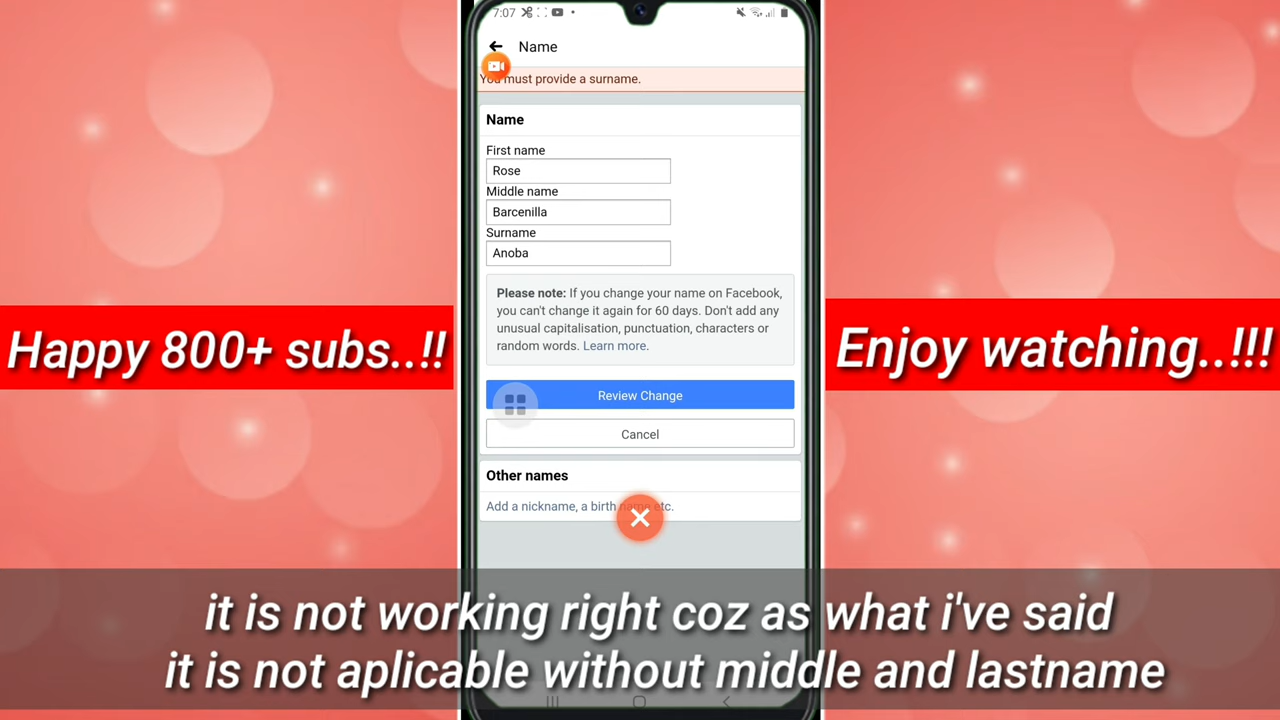 7:07
Name
You must provide a surname.
Name
First name
Rose
Middle name
Barcenilla
Surname
Anoba
Please note: If you change your name on Facebook,
you can't change it again for 60 days. Don't add any
unusual capitalisation, punctuation, characters or
random words. Learn more.
Review Change
Cancel
Other names
Add a nickname, a birth name etc.
Happy 800+ subs..!!
Enjoy watching..!!!
it is not working right coz as what i've said
it is not aplicable without middle and lastname